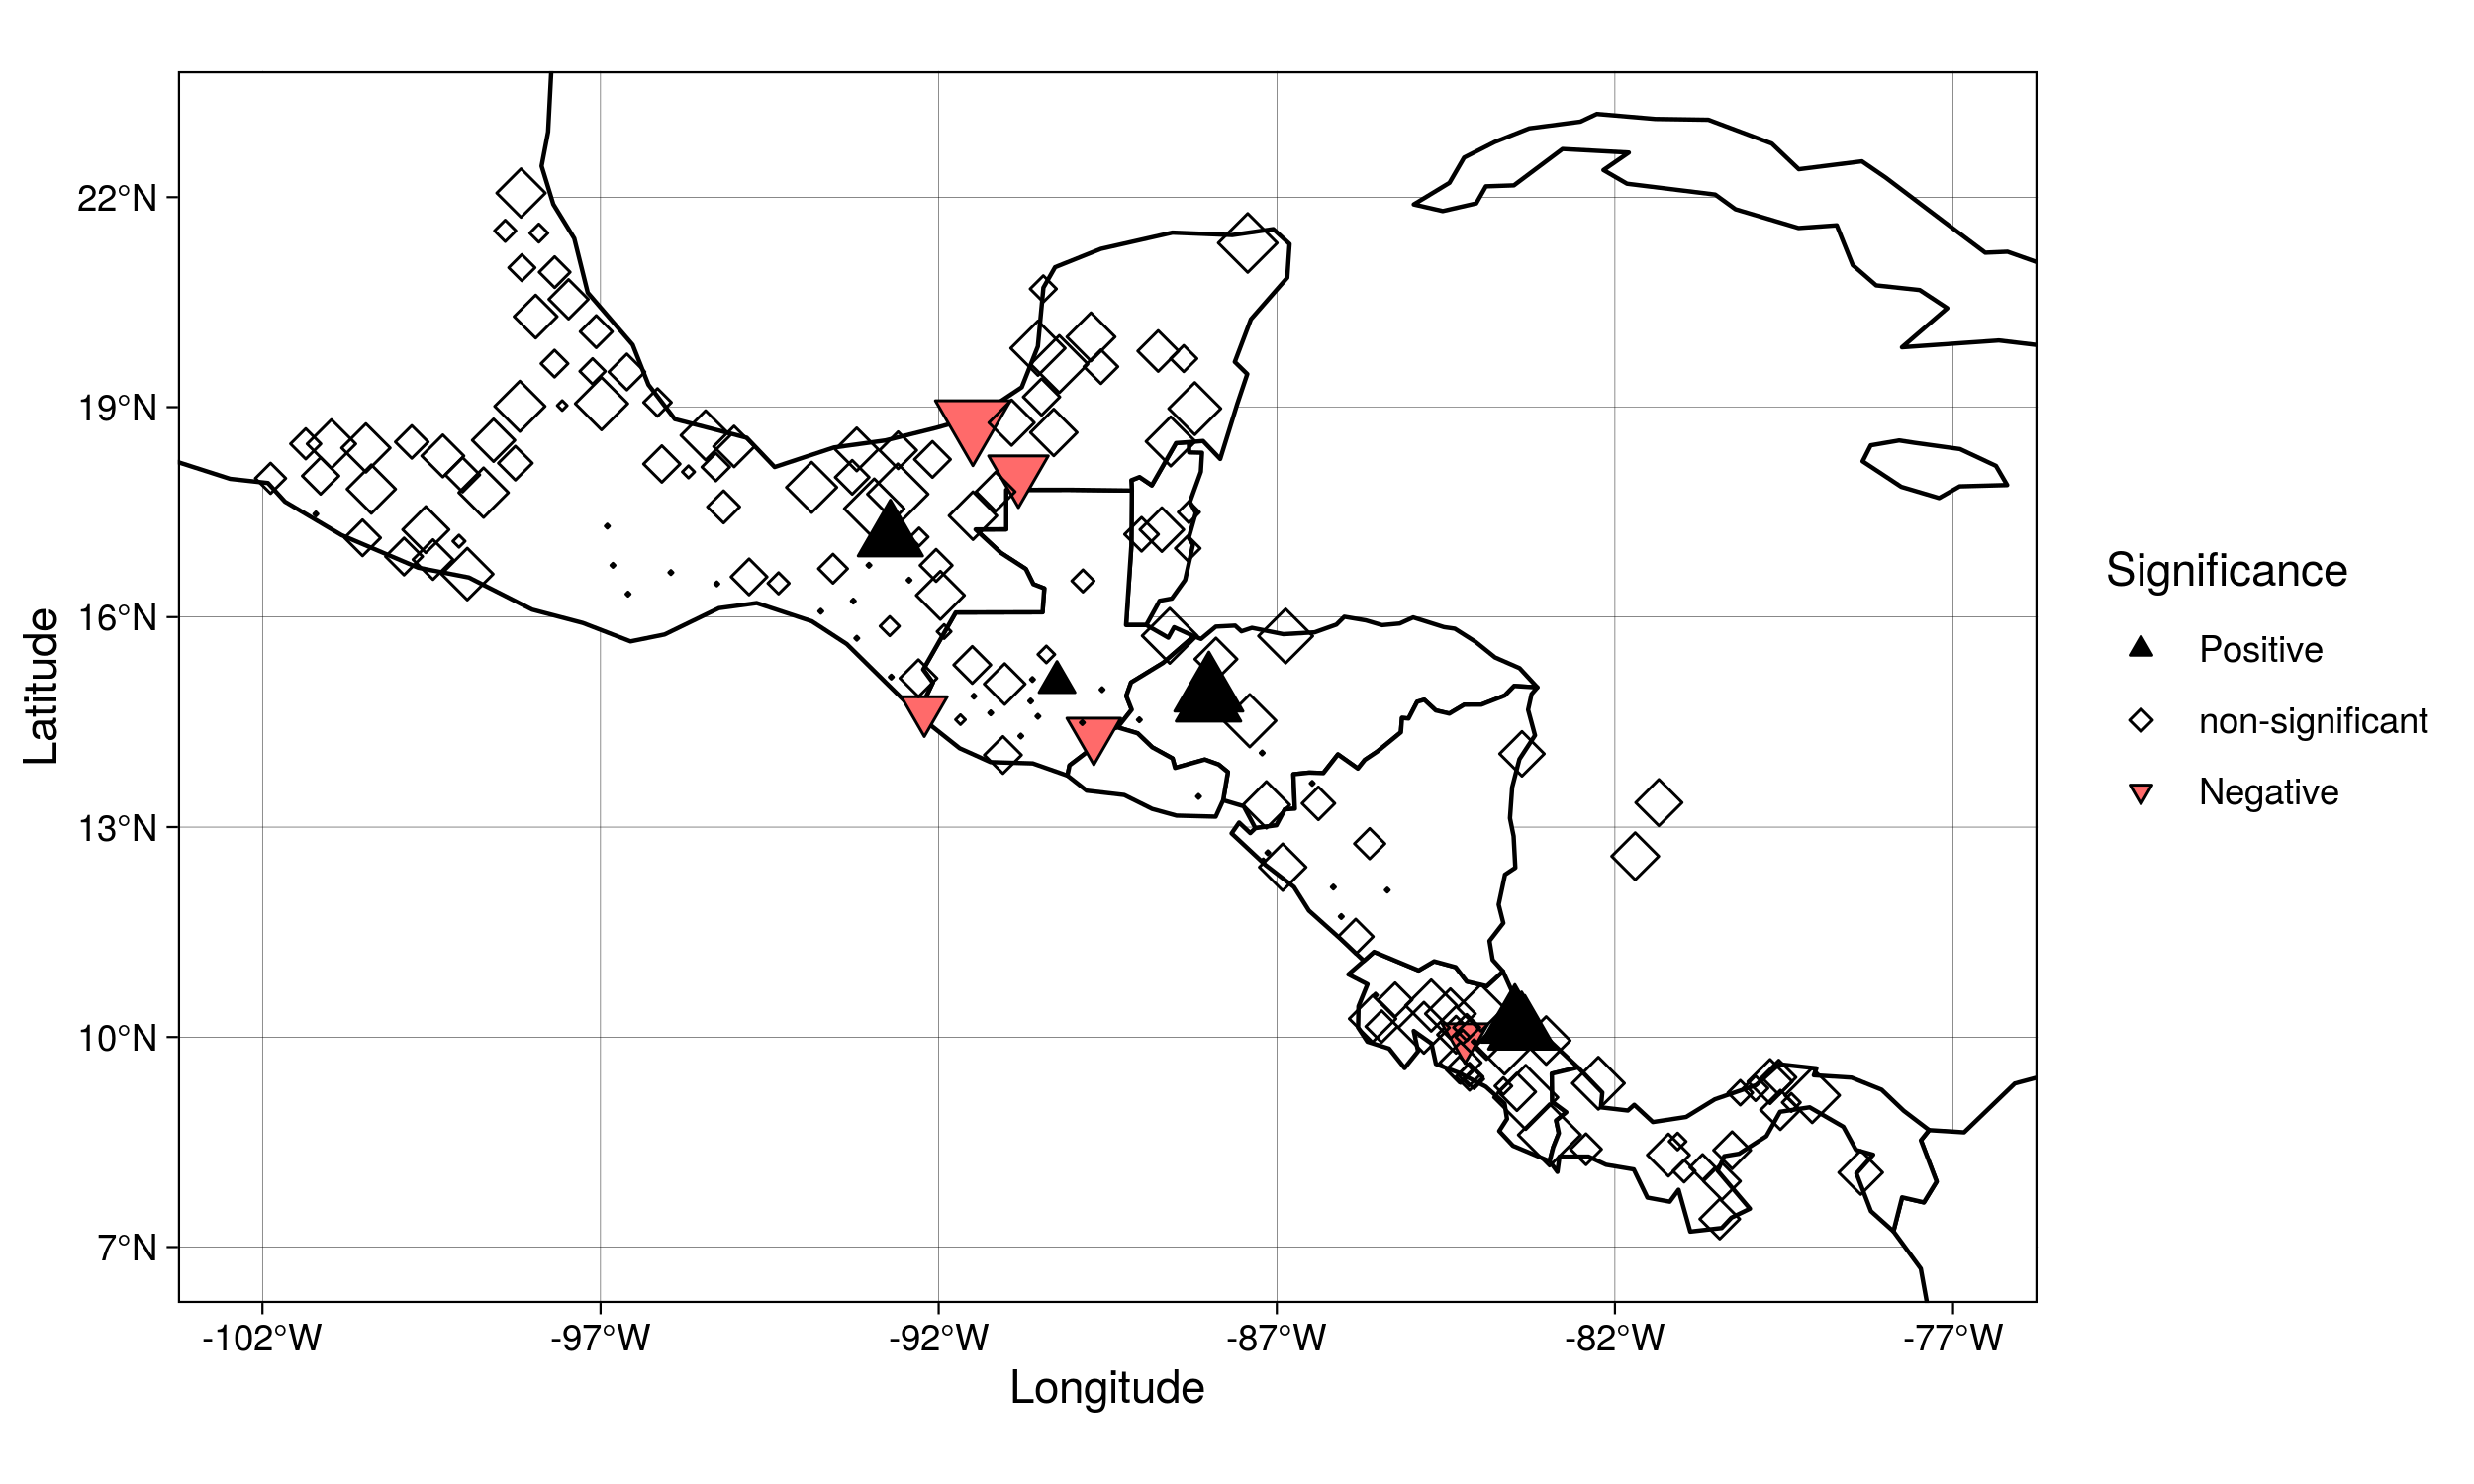 22°N
19°N
16°N
13°N
10°N
7°N
Latitude
-102°W
-97°W
-92°W
-87°W
-82°W
-77°W
Longitude
Significance
Positive
non-significant
Negative